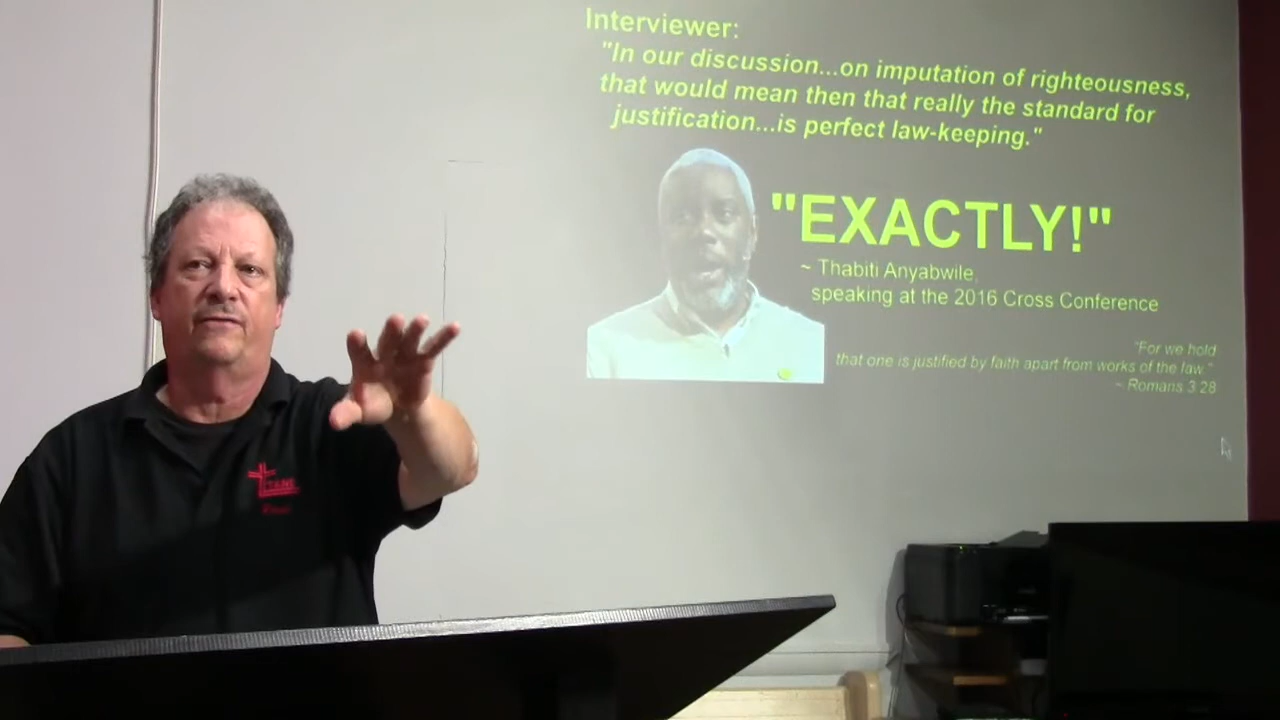 Interviewer:
"In our discussion...on imputation of righteousness,
that would mean then that really the standard for
justification...is perfect law-keeping."
"EXACTLY!"
~ Thabiti Anyabwile,
speaking at the 2016 Cross Conference
"For we hold
that one is justified by faith apart from works of the law."
~ Romans 3:28